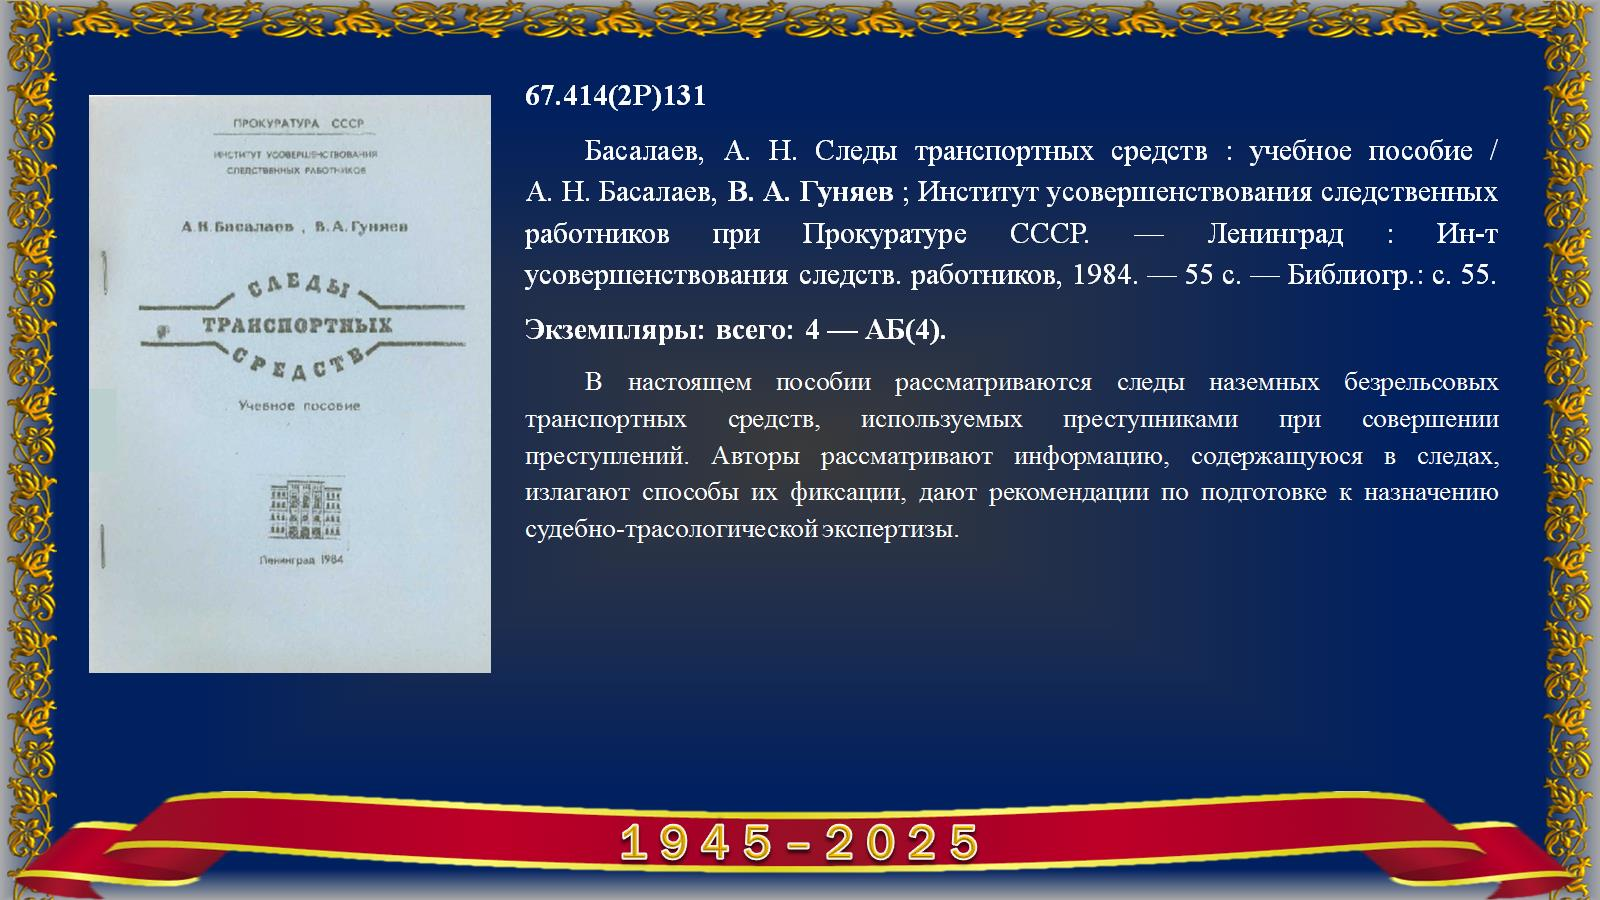 ПРОКУРАТУРА СССР
ИНСТИТУТ УСОВЕРШЕНСТВОВАНИЯ
СЛЕДСТВЕННЫХ РАБОТНИКОВ
А.Н.Басалаев , В.А.Гуняев
СЛЕДЫ
ТРАНСПОРТНЫХ
СРЕДСТВ
Учебное пособие
Ленинград 1984
67.414(2Р)131
Басалаев, А. Н. Следы транспортных средств : учебное пособие /
А. Н. Басалаев, В. А. Гуняев ; Институт усовершенствования следственных
работников при Прокуратуре СССР. — Ленинград : Ин-т
усовершенствования следств. работников, 1984. — 55 с. — Библиогр.: с. 55.
Экземпляры: всего: 4 — АБ(4).
В настоящем пособии рассматриваются следы наземных безрельсовых
транспортных средств, используемых преступниками при совершении
преступлений. Авторы рассматривают информацию, содержащуюся в следах,
излагают способы их фиксации, дают рекомендации по подготовке к назначению
судебно-трасологической экспертизы.
1945–2025